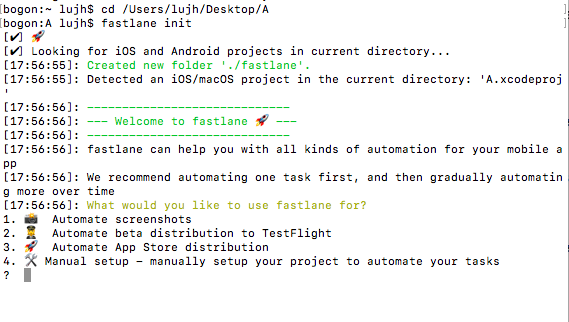 [bogon:~ lujh$ cd /Users/lujh/Desktop/A ]
[bogon:A lujh$ fastlane init ]
[✔] 🚀
[✔] Looking for iOS and Android projects in current directory...
[17:56:55]: Created new folder './fastlane'.
[17:56:55]: Detected an iOS/macOS project in the current directory: 'A.xcodeproj
'
[17:56:56]: -----------------------------
[17:56:56]: --- Welcome to fastlane 🚀 ---
[17:56:56]: -----------------------------
[17:56:56]: fastlane can help you with all kinds of automation for your mobile a
pp
[17:56:56]: We recommend automating one task first, and then gradually automatin
g more over time
[17:56:56]: What would you like to use fastlane for?
1. 📸 Automate screenshots
2. 👩‍✈️ Automate beta distribution to TestFlight
3. 🚀 Automate App Store distribution
4. 🛠 Manual setup - manually setup your project to automate your tasks
?